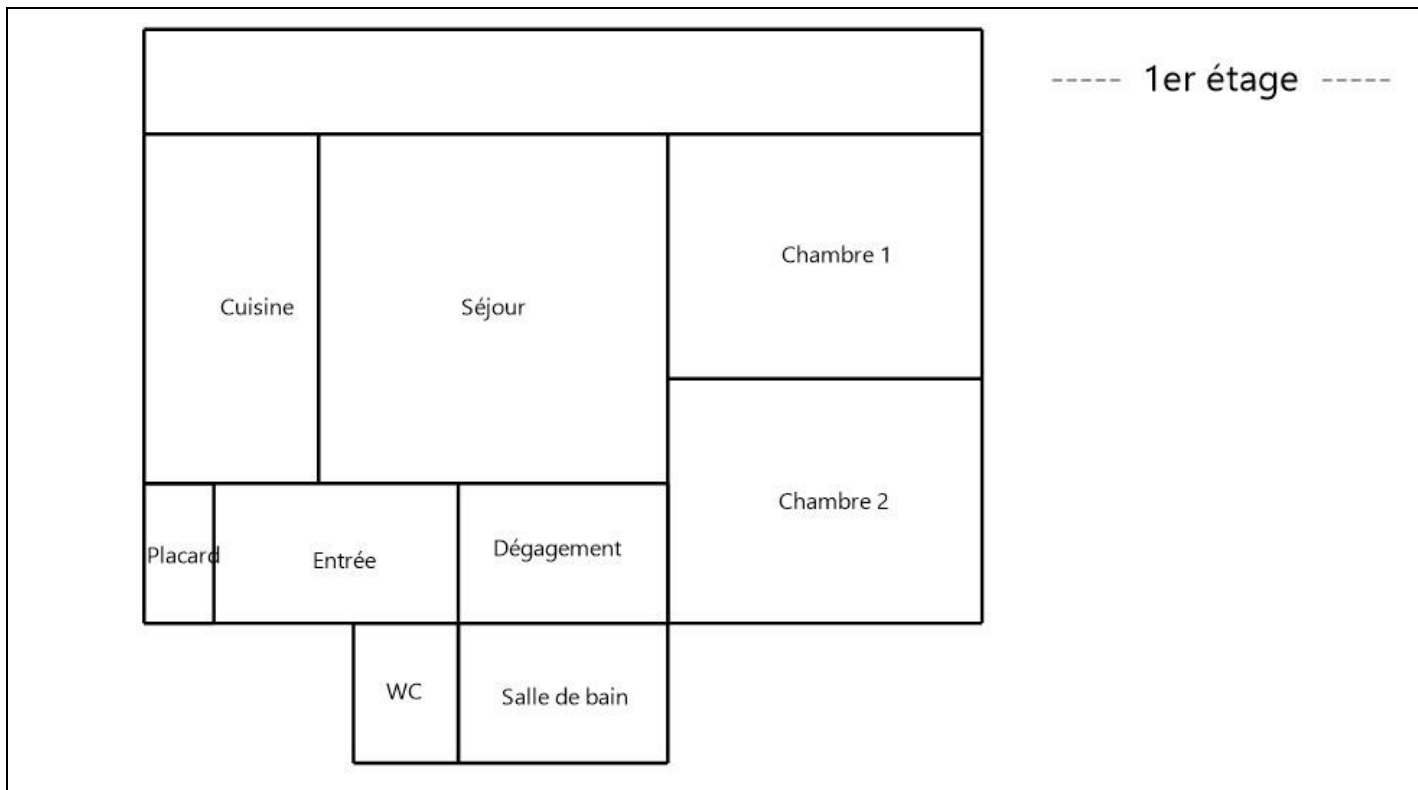 ----- 1er étage -----
Chambre 1
Cuisine
Séjour
Chambre 2
Placard
Entrée
Dégagement
WC
Salle de bain